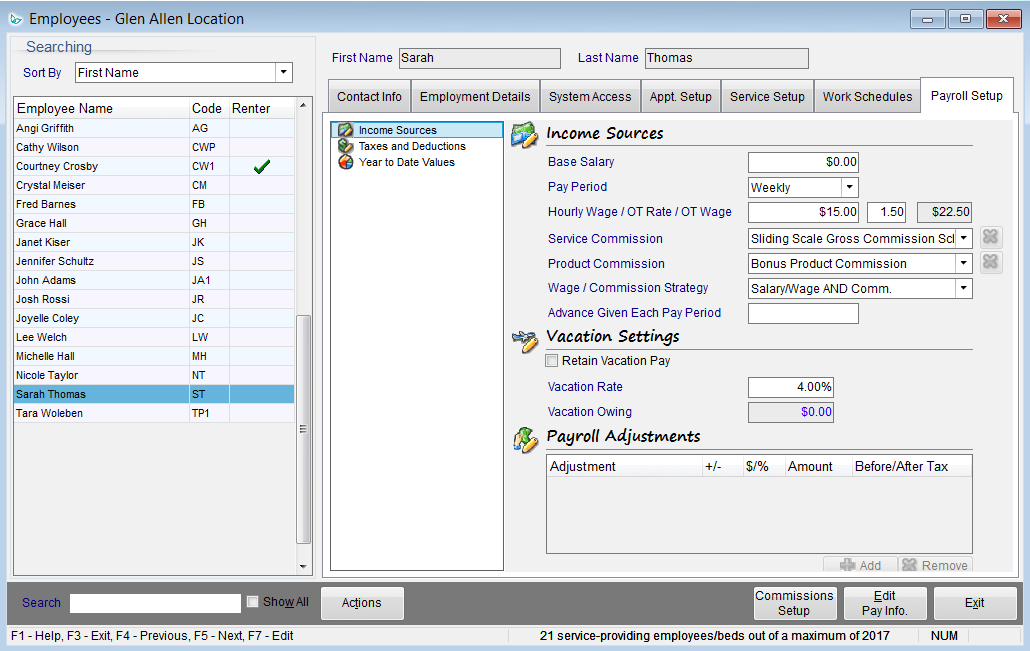 Employees - Glen Allen Location
Searching
Sort By First Name
Employee Name Code Renter
Angi Griffith AG
Cathy Wilson CWP
Courtney Crosby CW1
Crystal Meiser CM
Fred Barnes FB
Grace Hall GH
Janet Kiser JK
Jennifer Schultz JS
John Adams JA1
Josh Rossi JR
Joyelle Coley JC
Lee Welch LW
Michelle Hall MH
Nicole Taylor NT
Sarah Thomas ST
Tara Woleben TP1
First Name Sarah Last Name Thomas
Contact Info Employment Details System Access Appt. Setup Service Setup Work Schedules Payroll Setup
Income Sources
Taxes and Deductions
Year to Date Values
Income Sources
Base Salary $0.00
Pay Period Weekly
Hourly Wage / OT Rate / OT Wage $15.00 1.50 $22.50
Service Commission Sliding Scale Gross Commission Scl
Product Commission Bonus Product Commission
Wage / Commission Strategy Salary/Wage AND Comm.
Advance Given Each Pay Period
Vacation Settings
Retain Vacation Pay
Vacation Rate 4.00%
Vacation Owing $0.00
Payroll Adjustments
Adjustment +/- $/% Amount Before/After Tax
Add Remove
Search Show All Actions
Commissions Setup
Edit Pay Info.
Exit
F1 - Help, F3 - Exit, F4 - Previous, F5 - Next, F7 - Edit
21 service-providing employees/beds out of a maximum of 2017 NUM